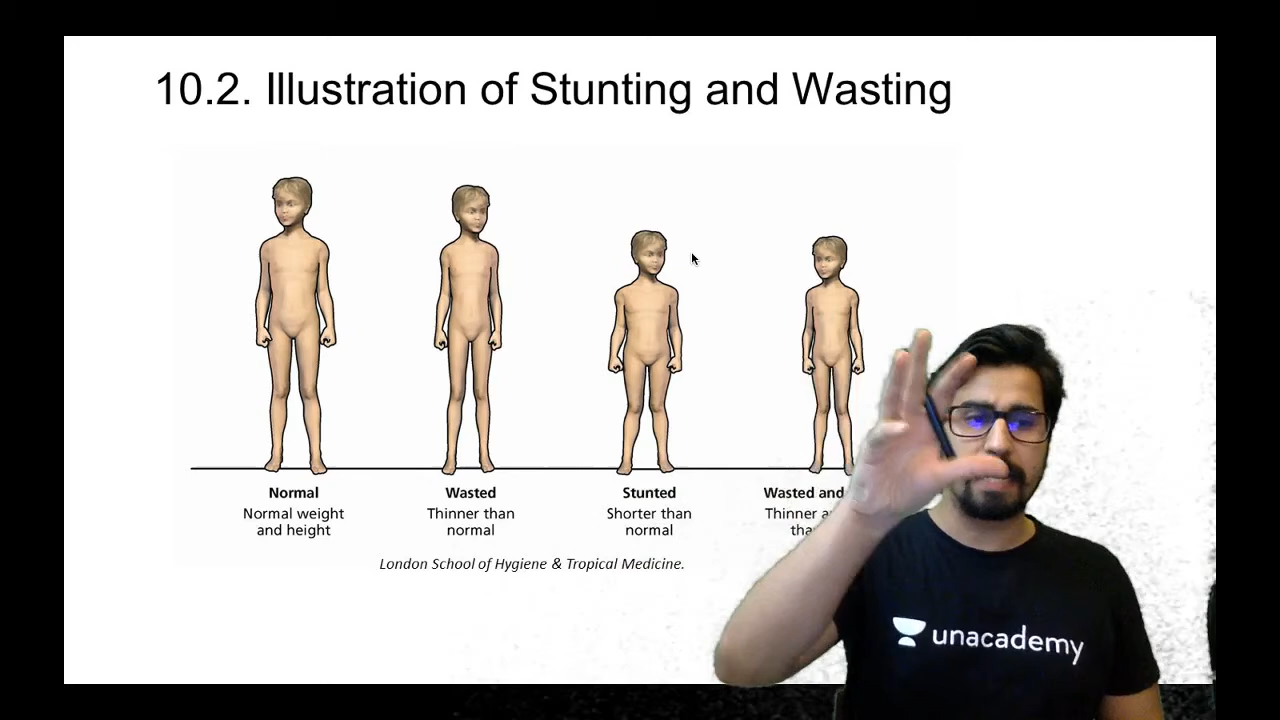 10.2. Illustration of Stunting and Wasting
Normal
Normal weight
and height
Wasted
Thinner than
normal
Stunted
Shorter than
normal
Wasted and
Thinner
London School of Hygiene & Tropical Medicine.
unacademy